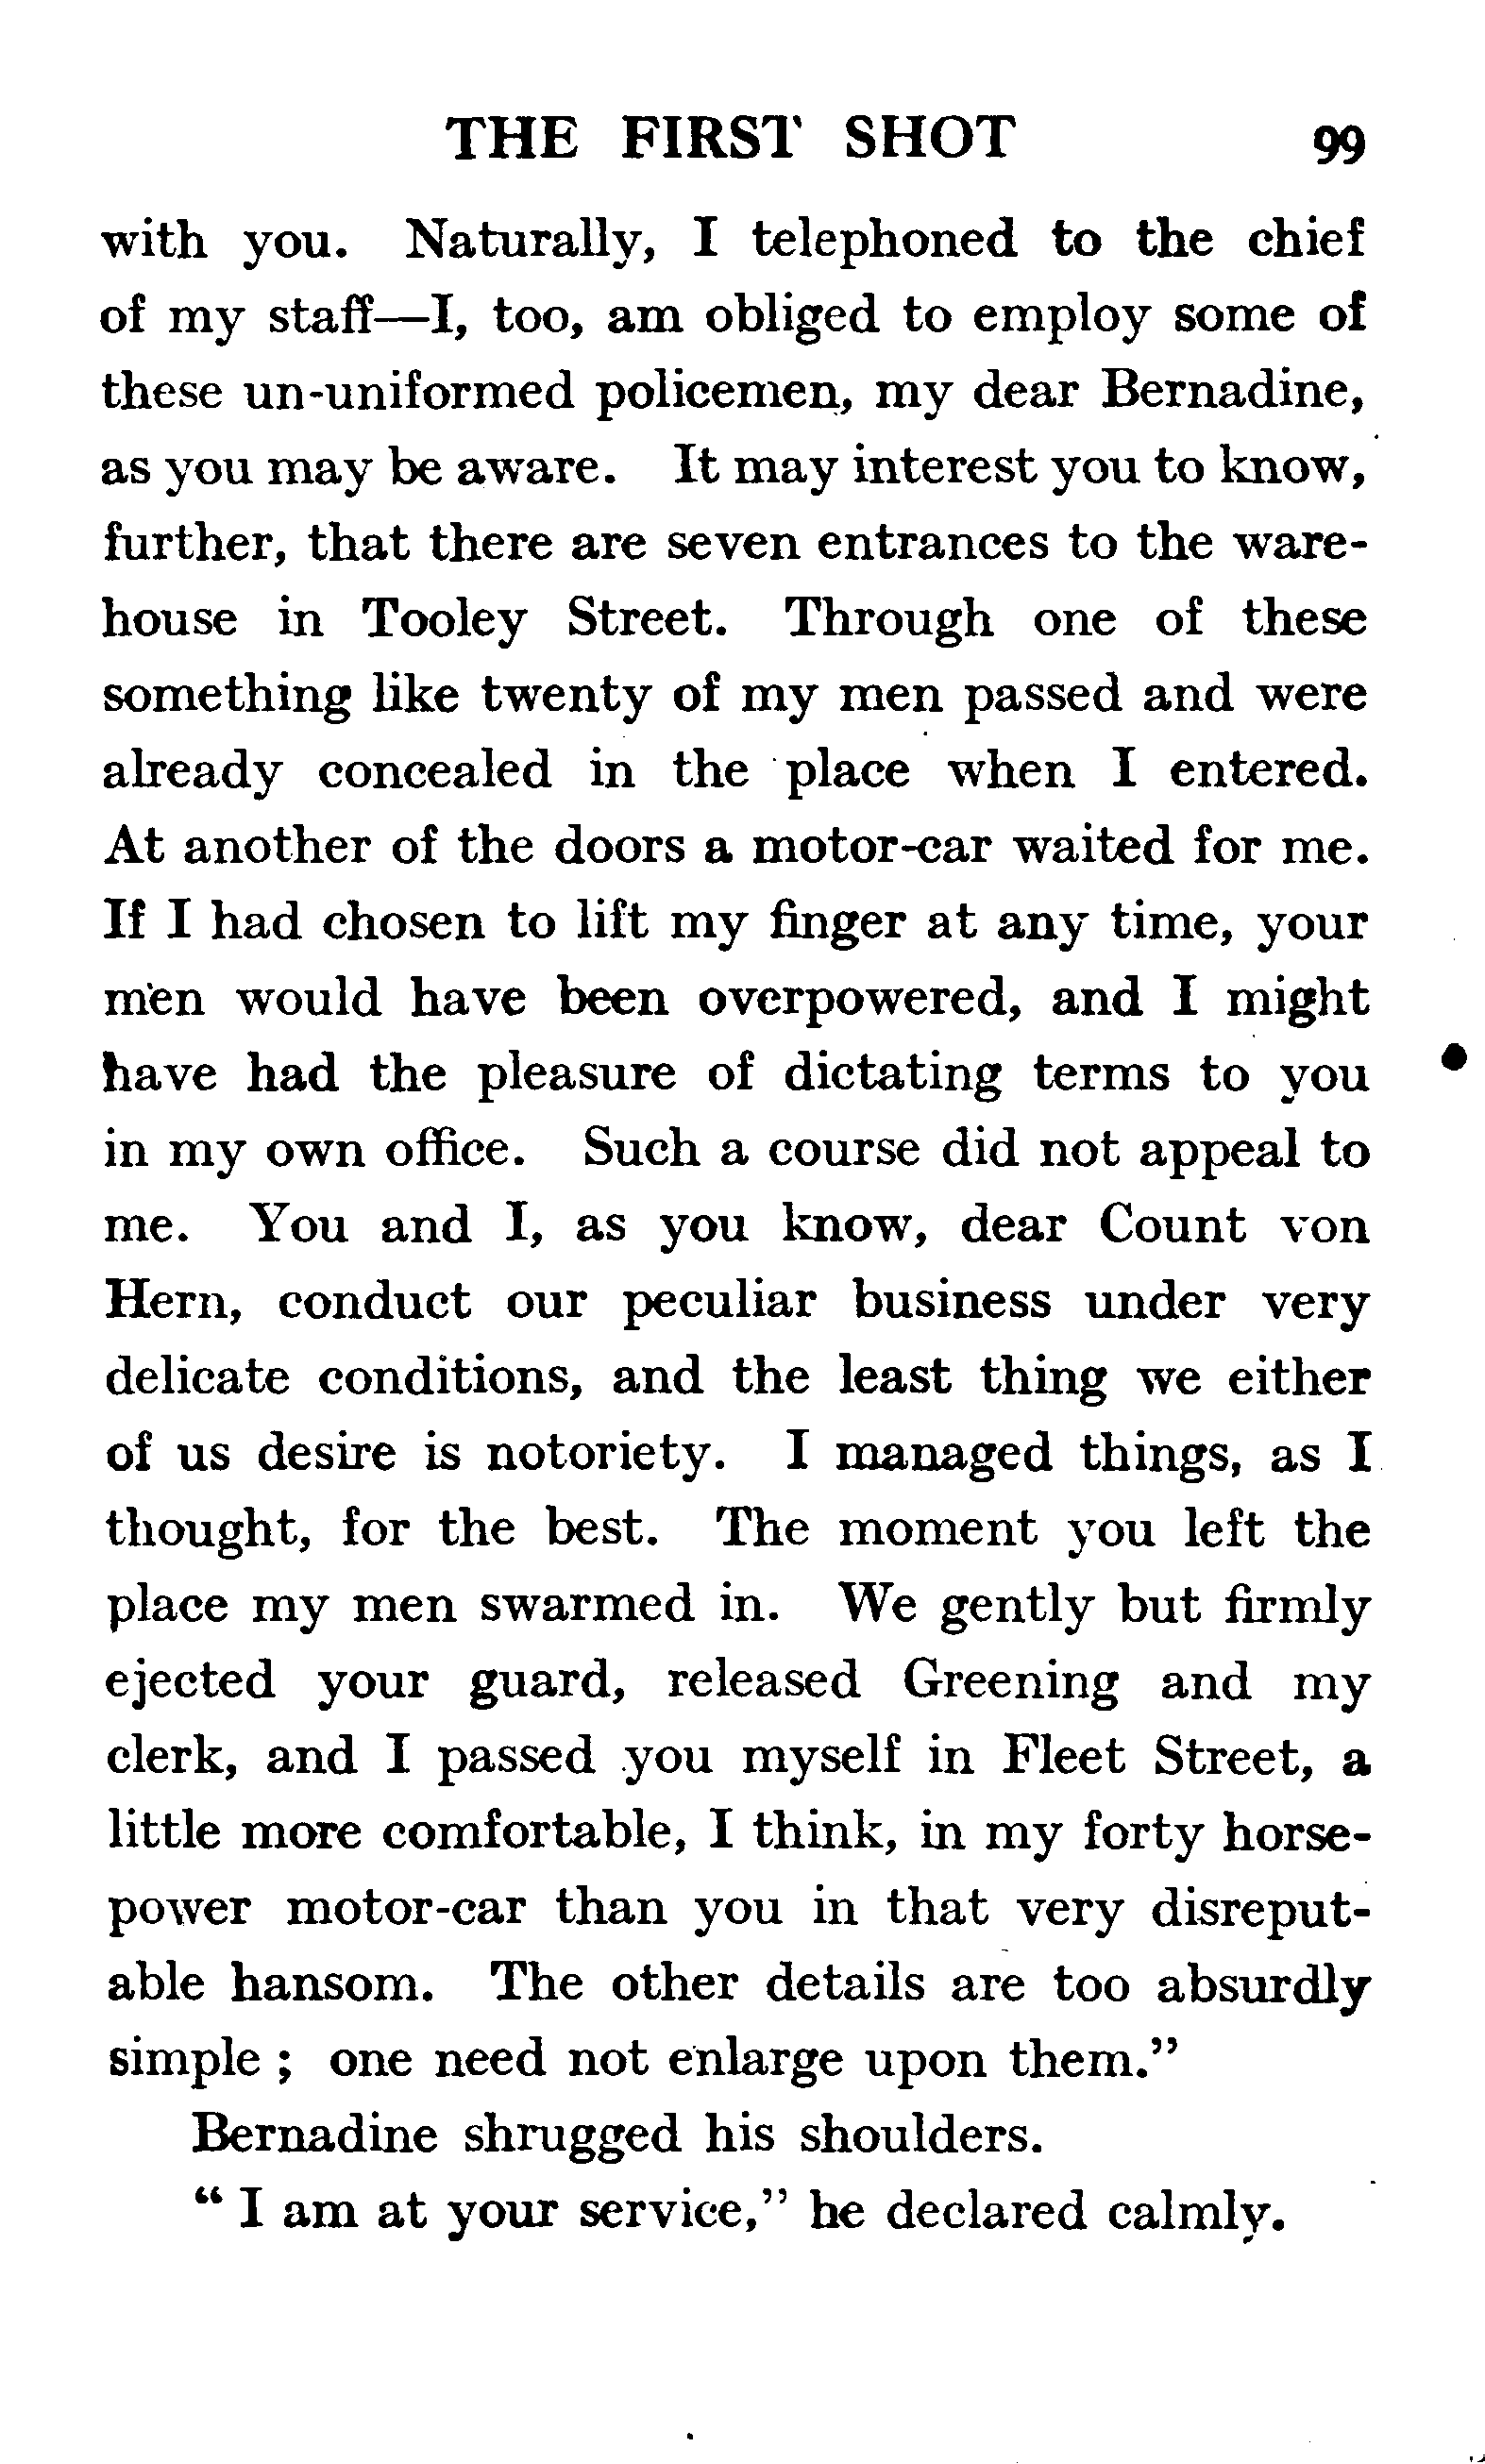 THE FIRST SHOT 99
with you. Naturally, I telephoned to the chief
of my staff—I, too, am obliged to employ some of
these un-uniformed policemen, my dear Bernadine,
as you may be aware. It may interest you to know,
further, that there are seven entrances to the ware-
house in Tooley Street. Through one of these
something like twenty of my men passed and were
already concealed in the place when I entered.
At another of the doors a motor-car waited for me.
If I had chosen to lift my finger at any time, your
men would have been overpowered, and I might
have had the pleasure of dictating terms to you
in my own office. Such a course did not appeal to
me. You and I, as you know, dear Count von
Hern, conduct our peculiar business under very
delicate conditions, and the least thing we either
of us desire is notoriety. I managed things, as I
thought, for the best. The moment you left the
place my men swarmed in. We gently but firmly
ejected your guard, released Greening and my
clerk, and I passed you myself in Fleet Street, a
little more comfortable, I think, in my forty horse-
power motor-car than you in that very disreput-
able hansom. The other details are too absurdly
simple ; one need not enlarge upon them.”
Bernadine shrugged his shoulders.
“ I am at your service,” he declared calmly.